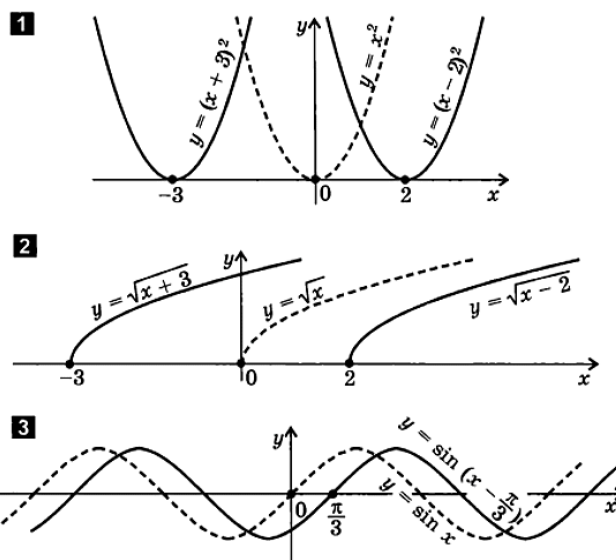 1
y
y = (x + 3)²
y = x²
y = (x − 2)²
−3
0
2
x
2
y
y = √(x + 3)
y = √x
y = √(x − 2)
−3
0
2
x
3
y
y = sin (x − π/3)
y = sin x
0
π/3
x